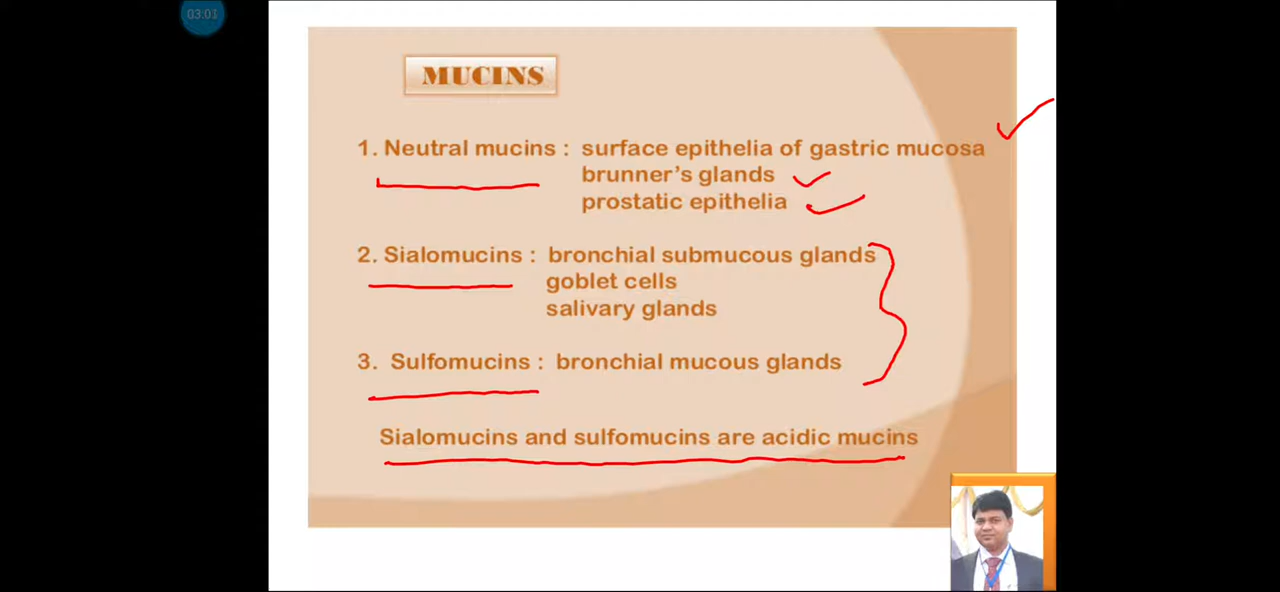 03:03
MUCINS
1. Neutral mucins : surface epithelia of gastric mucosa
brunner's glands
prostatic epithelia
2. Sialomucins : bronchial submucous glands
goblet cells
salivary glands
3. Sulfomucins : bronchial mucous glands
Sialomucins and sulfomucins are acidic mucins